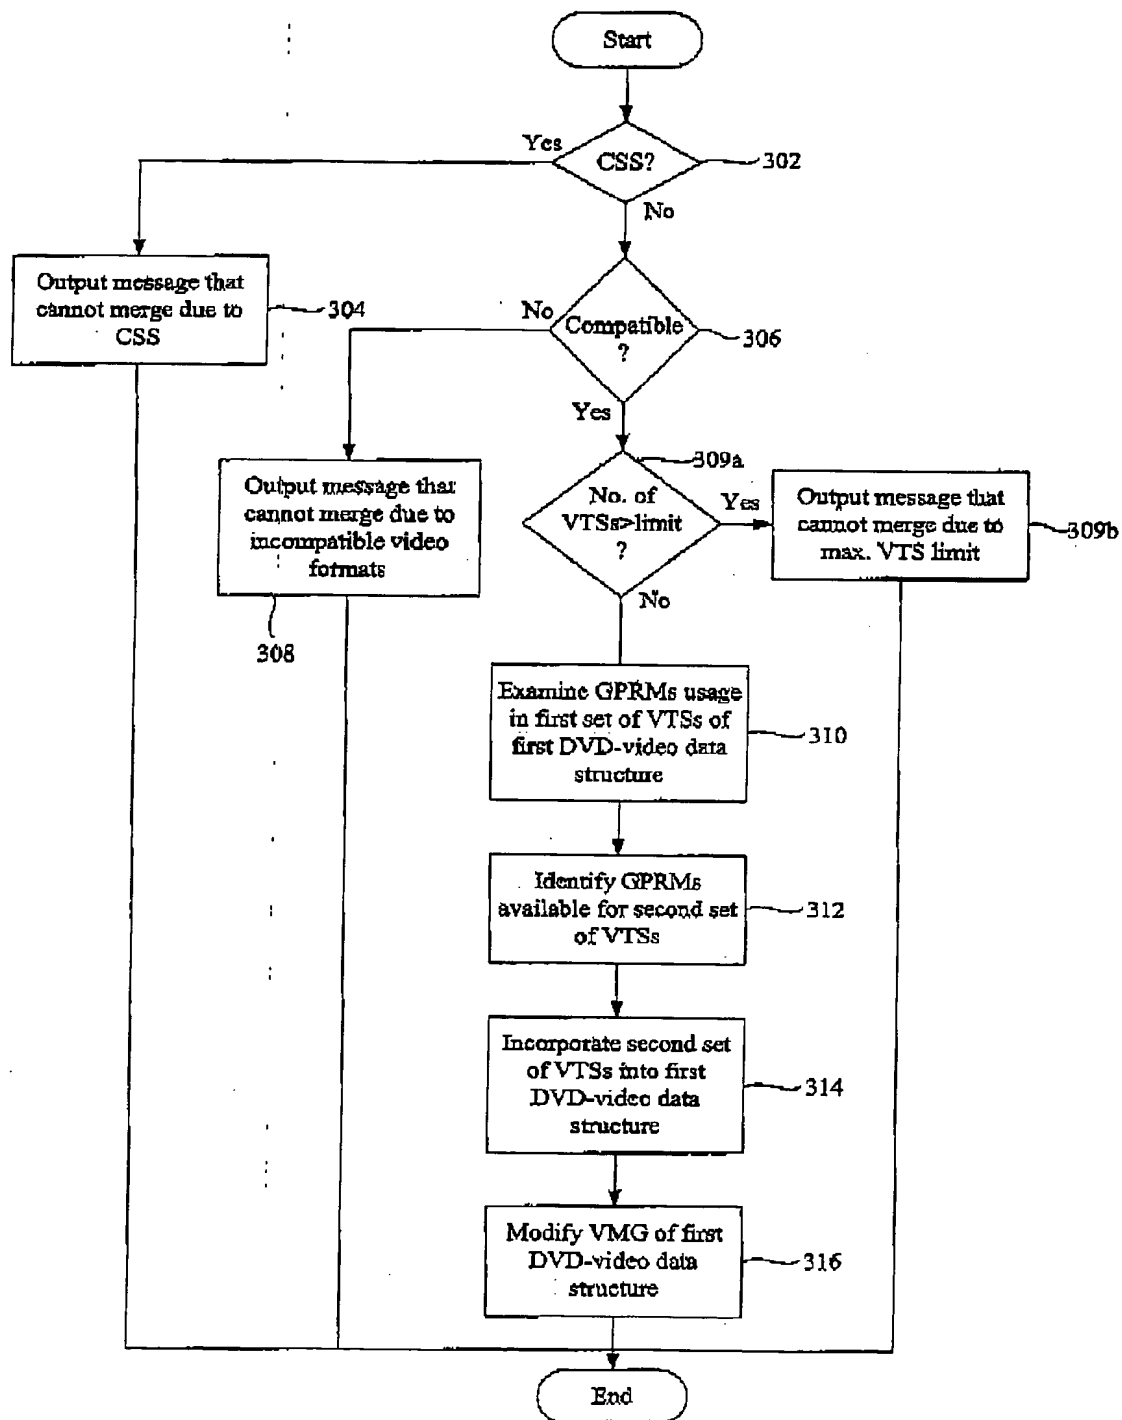 Start
Yes
CSS?
302
No
Output message that
cannot merge due to
CSS
304
No
Compatible
?
306
Yes
309a
Output message that
cannot merge due to
incompatible video
formats
308
No. of
VTSs>limit
?
Yes
Output message that
cannot merge due to
max. VTS limit
309b
No
Examine GPRMs usage
in first set of VTSs of
first DVD-video data
structure
310
Identify GPRMs
available for second set
of VTSs
312
Incorporate second set
of VTSs into first
DVD-video data
structure
314
Modify VMG of first
DVD-video data
structure
316
End